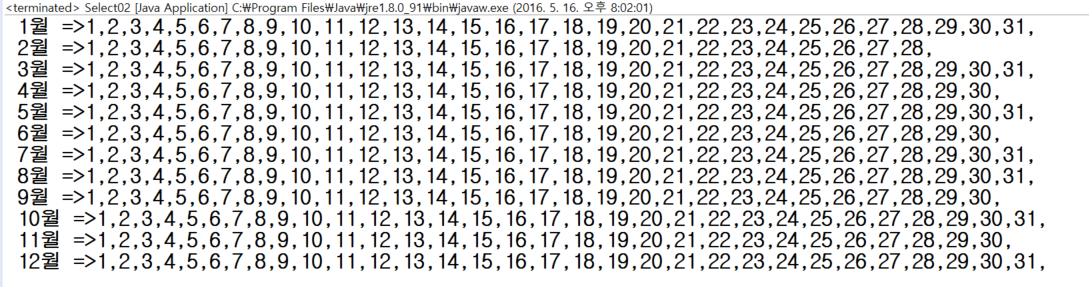 <terminated> Select02 [Java Application] C:₩Program Files₩Java₩jre1.8.0_91₩bin₩javaw.exe (2016. 5. 16. 오후 8:02:01)
1월 =>1,2,3,4,5,6,7,8,9,10,11,12,13,14,15,16,17,18,19,20,21,22,23,24,25,26,27,28,29,30,31,
2월 =>1,2,3,4,5,6,7,8,9,10,11,12,13,14,15,16,17,18,19,20,21,22,23,24,25,26,27,28,
3월 =>1,2,3,4,5,6,7,8,9,10,11,12,13,14,15,16,17,18,19,20,21,22,23,24,25,26,27,28,29,30,31,
4월 =>1,2,3,4,5,6,7,8,9,10,11,12,13,14,15,16,17,18,19,20,21,22,23,24,25,26,27,28,29,30,
5월 =>1,2,3,4,5,6,7,8,9,10,11,12,13,14,15,16,17,18,19,20,21,22,23,24,25,26,27,28,29,30,31,
6월 =>1,2,3,4,5,6,7,8,9,10,11,12,13,14,15,16,17,18,19,20,21,22,23,24,25,26,27,28,29,30,
7월 =>1,2,3,4,5,6,7,8,9,10,11,12,13,14,15,16,17,18,19,20,21,22,23,24,25,26,27,28,29,30,31,
8월 =>1,2,3,4,5,6,7,8,9,10,11,12,13,14,15,16,17,18,19,20,21,22,23,24,25,26,27,28,29,30,31,
9월 =>1,2,3,4,5,6,7,8,9,10,11,12,13,14,15,16,17,18,19,20,21,22,23,24,25,26,27,28,29,30,
10월 =>1,2,3,4,5,6,7,8,9,10,11,12,13,14,15,16,17,18,19,20,21,22,23,24,25,26,27,28,29,30,31,
11월 =>1,2,3,4,5,6,7,8,9,10,11,12,13,14,15,16,17,18,19,20,21,22,23,24,25,26,27,28,29,30,
12월 =>1,2,3,4,5,6,7,8,9,10,11,12,13,14,15,16,17,18,19,20,21,22,23,24,25,26,27,28,29,30,31,